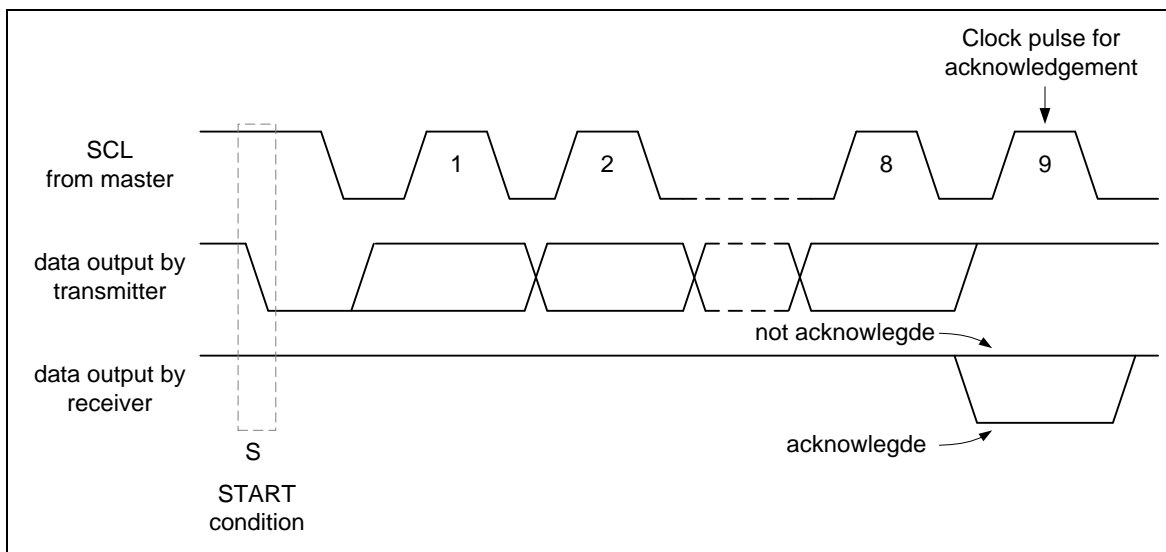 Clock pulse for
acknowledgement
SCL
from master
1
2
8
9
data output by
transmitter
not acknowlegde
data output by
receiver
acknowlegde
S
START
condition